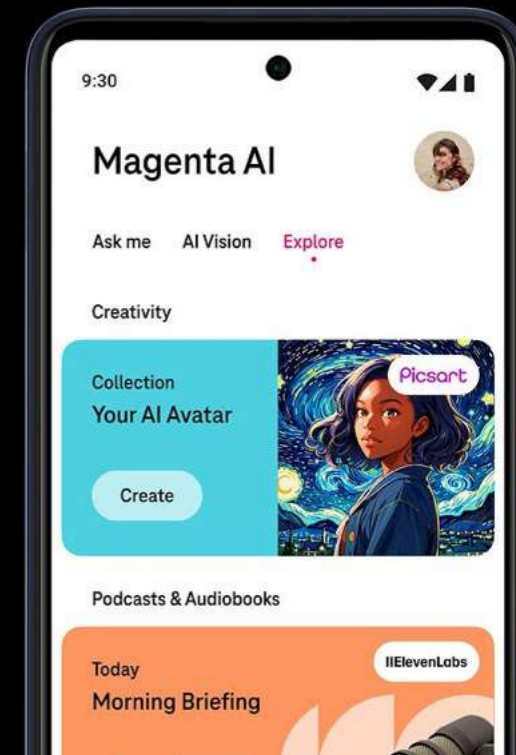 9:30
Magenta AI
Ask me AI Vision Explore
Creativity
Collection
Your AI Avatar
Picsart
Create
Podcasts & Audiobooks
Today
Morning Briefing
IIElevenLabs